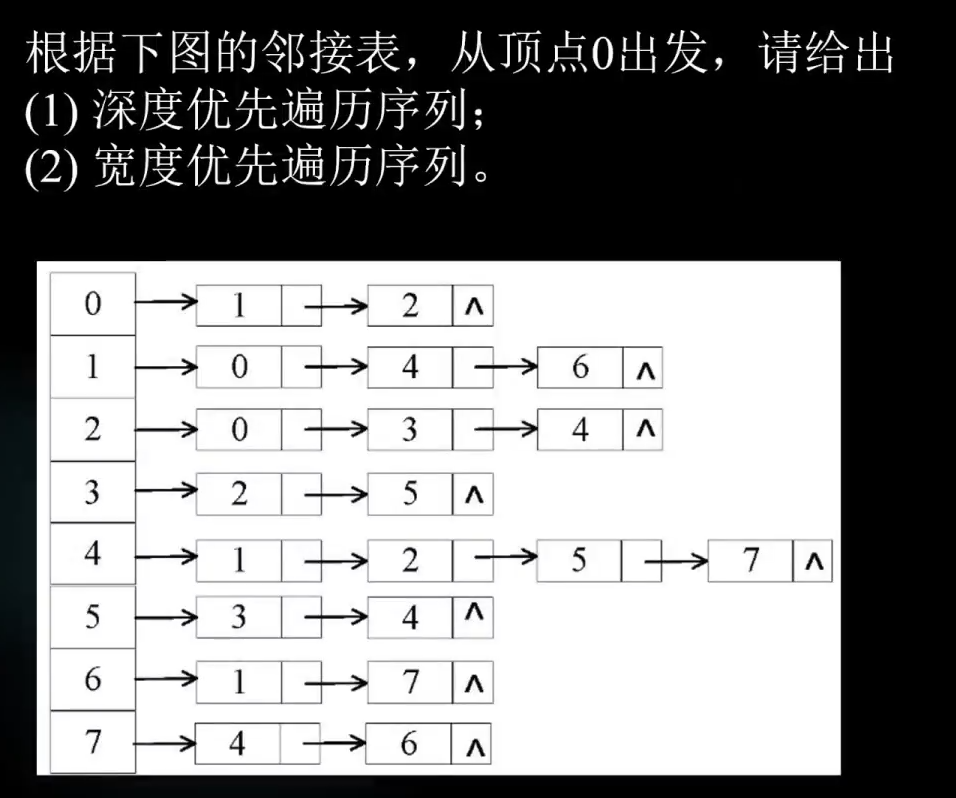 根据下图的邻接表，从顶点0出发，请给出
(1) 深度优先遍历序列；
(2) 宽度优先遍历序列。
0 1 2 ∧
1 0 4 6 ∧
2 0 3 4 ∧
3 2 5 ∧
4 1 2 5 7 ∧
5 3 4 ∧
6 1 7 ∧
7 4 6 ∧